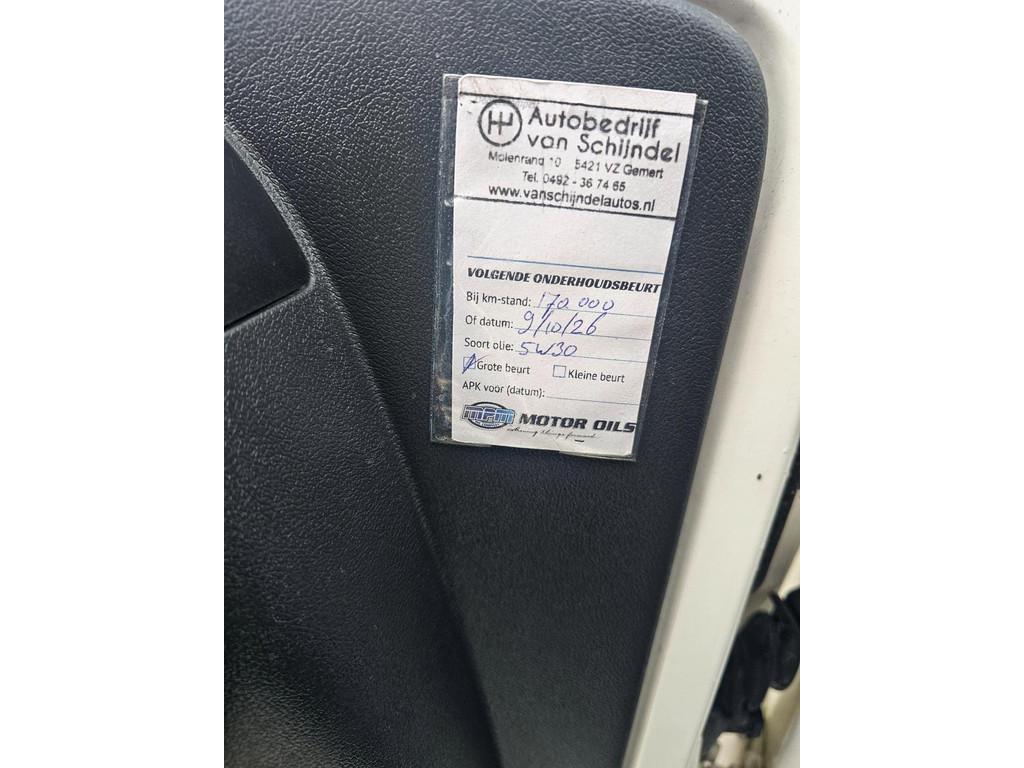 Autobedrijf
van Schijndel
Molenrand 10 5421 VZ Gemert
Tel. 0492 - 36 74 65
www.vanschijndelautos.nl
VOLGENDE ONDERHOUDSBEURT
Bij km-stand: 170.000
Of datum: 9/10/26
Soort olie: 5W30
Grote beurt Kleine beurt
APK voor (datum):
MPM MOTOR OILS